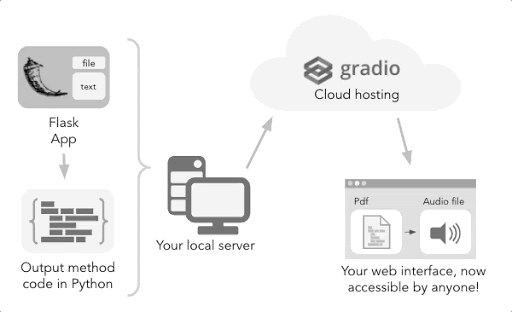 file
text
Flask
App
Output method
code in Python
Your local server
gradio
Cloud hosting
Pdf
Audio file
Your web interface, now
accessible by anyone!